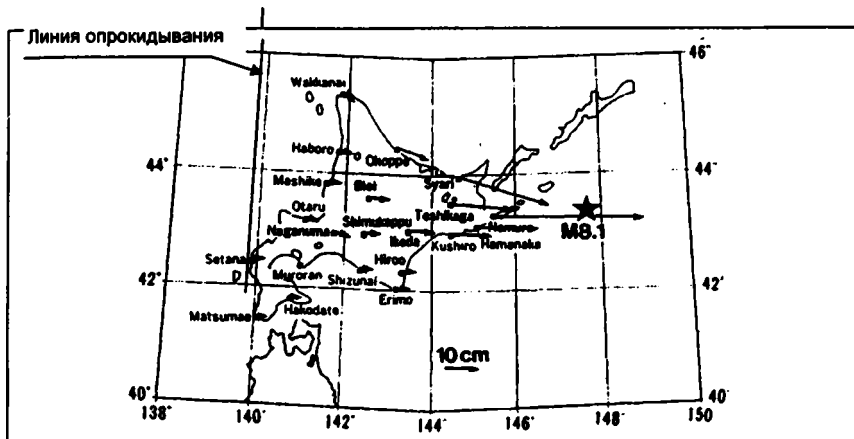 Линия опрокидывания
46°
Wakkanai
Haboro
Okoppe
44°
44°
Mashike
Biei
Syari
Otaru
Teshikaga
Shimukappu
Naganuma
Nemuro
M8.1
Ikeda
Kushiro
Hamanaka
Setana
Hiroo
42°
Muroran
Shizunai
42°
Erimo
Matsumae
Hakodate
10 cm
40°
40°
138°
140°
142°
144°
146°
148°
150